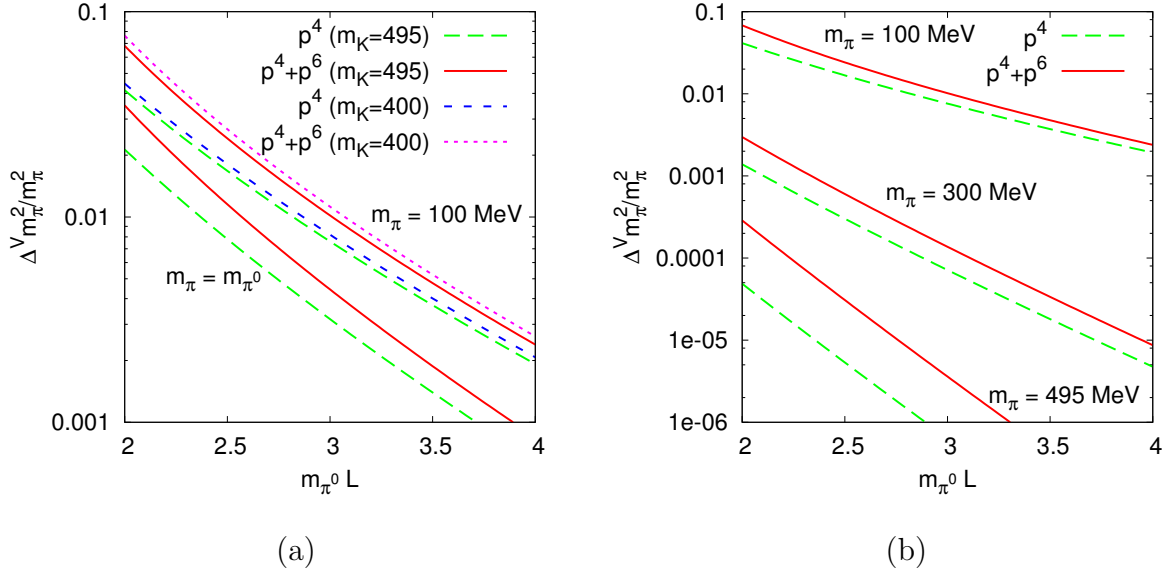 0.1
0.01
0.001
2
2.5
3
3.5
4
Δ^V m_π^2/m_π^2
m_{π^0} L
p^4 (m_K=495)
p^4+p^6 (m_K=495)
p^4 (m_K=400)
p^4+p^6 (m_K=400)
m_π = 100 MeV
m_π = m_{π^0}
(a)
0.1
0.01
0.001
0.0001
1e-05
1e-06
2
2.5
3
3.5
4
Δ^V m_π^2/m_π^2
m_{π^0} L
m_π = 100 MeV
p^4
p^4+p^6
m_π = 300 MeV
m_π = 495 MeV
(b)